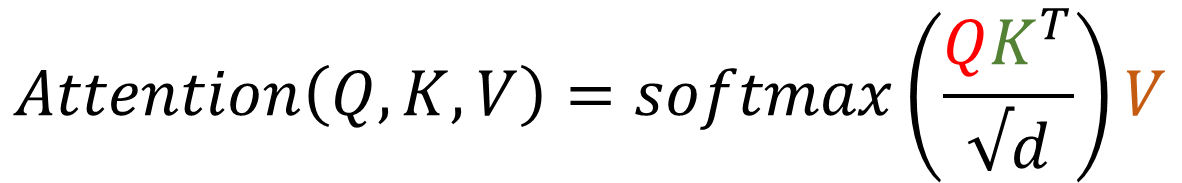 Attention(Q, K, V) = softmax(QK^T / √d) V